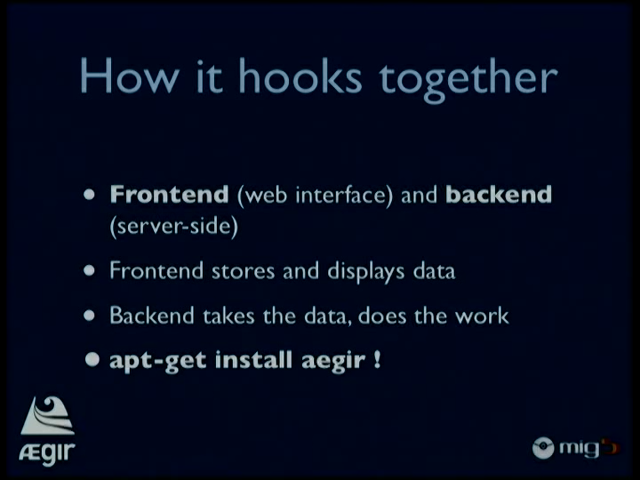 How it hooks together
• Frontend (web interface) and backend
(server-side)
• Frontend stores and displays data
• Backend takes the data, does the work
• apt-get install aegir !
ÆGIR
mig5